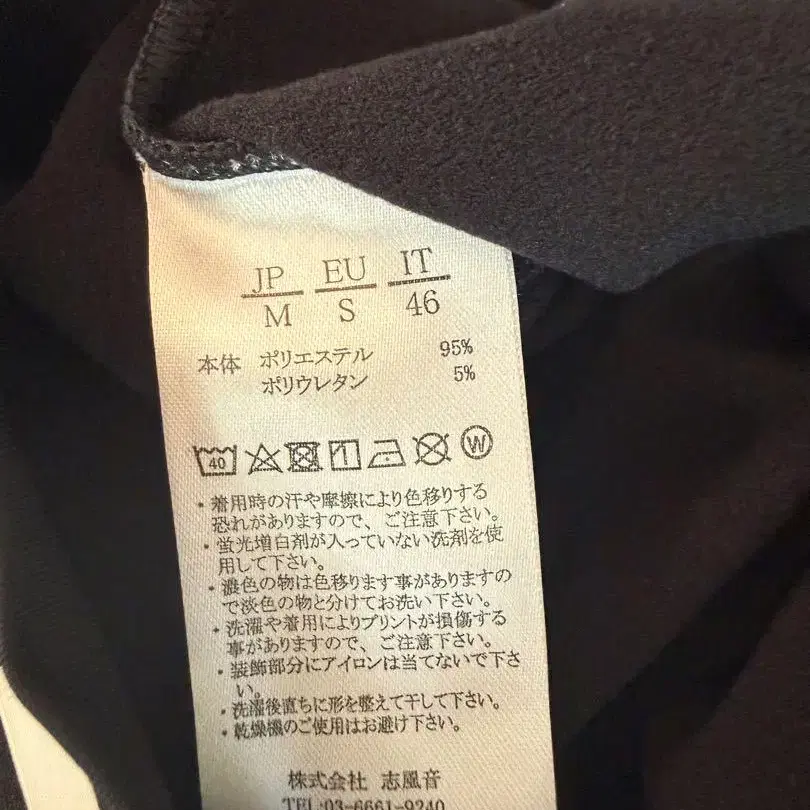 JP EU IT
M S 46
本体 ポリエステル 95%
ポリウレタン 5%
40 W
・着用時の汗や摩擦により色移りする
恐れがありますので、ご注意下さい。
・蛍光増白剤が入っていない洗剤を使
用して下さい。
・濃色の物は色移ります事がありますの
で淡色の物と分けてお洗い下さい。
・洗濯や着用によりプリントが損傷する
事がありますので、ご注意下さい。
・装飾部分にアイロンは当てないで下さ
い。
・洗濯後直ちに形を整えて干して下さい。
・乾燥機のご使用はお避け下さい。
株式会社 志風音
TEL:03-6661-9240